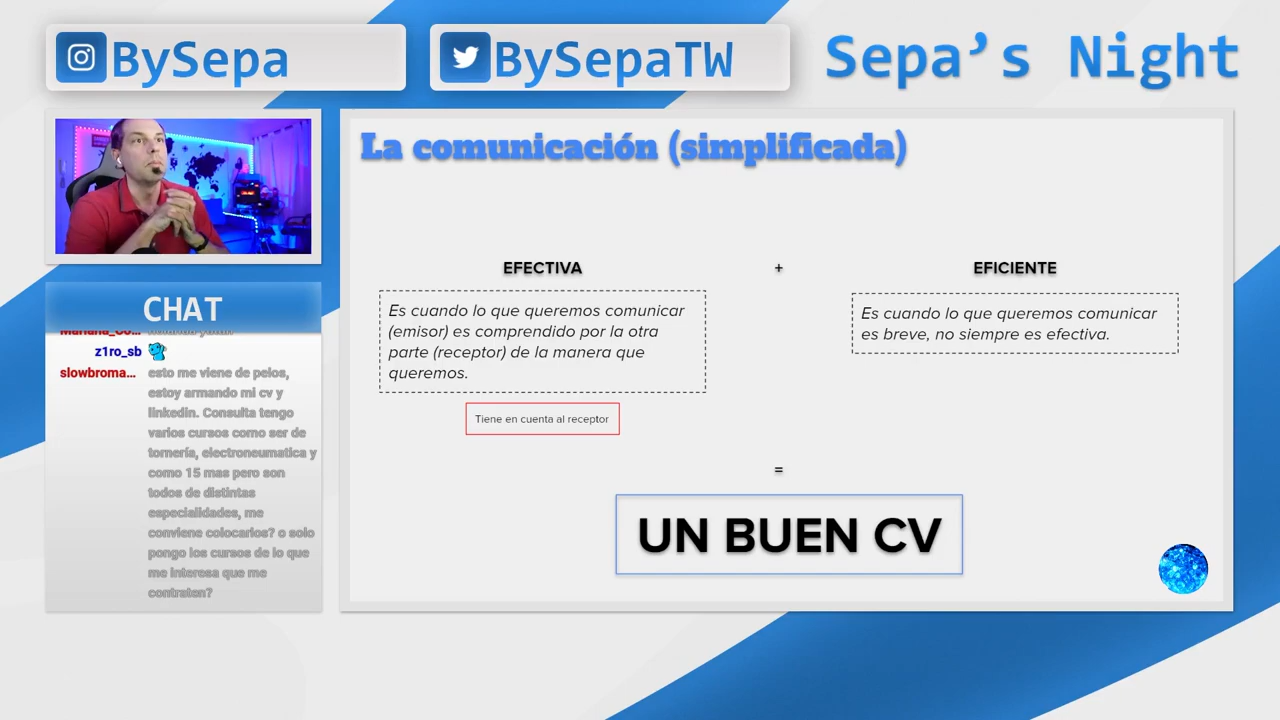 BySepa
BySepaTW
Sepa's Night
La comunicación (simplificada)
EFECTIVA
+
EFICIENTE
Es cuando lo que queremos comunicar
(emisor) es comprendido por la otra
parte (receptor) de la manera que
queremos.
Es cuando lo que queremos comunicar
es breve, no siempre es efectiva.
Tiene en cuenta al receptor
=
UN BUEN CV
CHAT
z1ro_sb
slowbroma... esto me viene de pelos,
estoy armando mi cv y
linkedin. Consulta tengo
varios cursos como ser de
tornería, electroneumatica y
como 15 mas pero son
todos de distintas
especialidades, me
conviene colocarlos? o solo
pongo los cursos de lo que
me interesa que me
contraten?